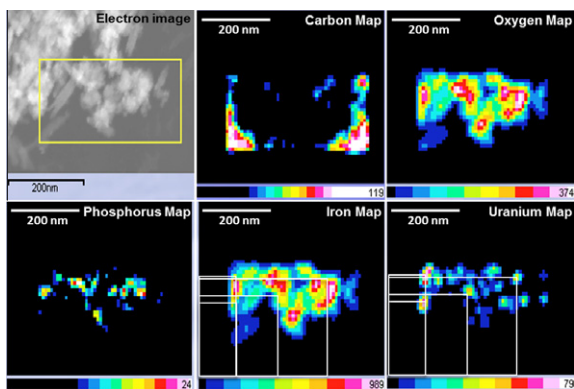 Electron image
200nm
200 nm
Carbon Map
119
200 nm
Oxygen Map
374
200 nm
Phosphorus Map
24
200 nm
Iron Map
989
200 nm
Uranium Map
79